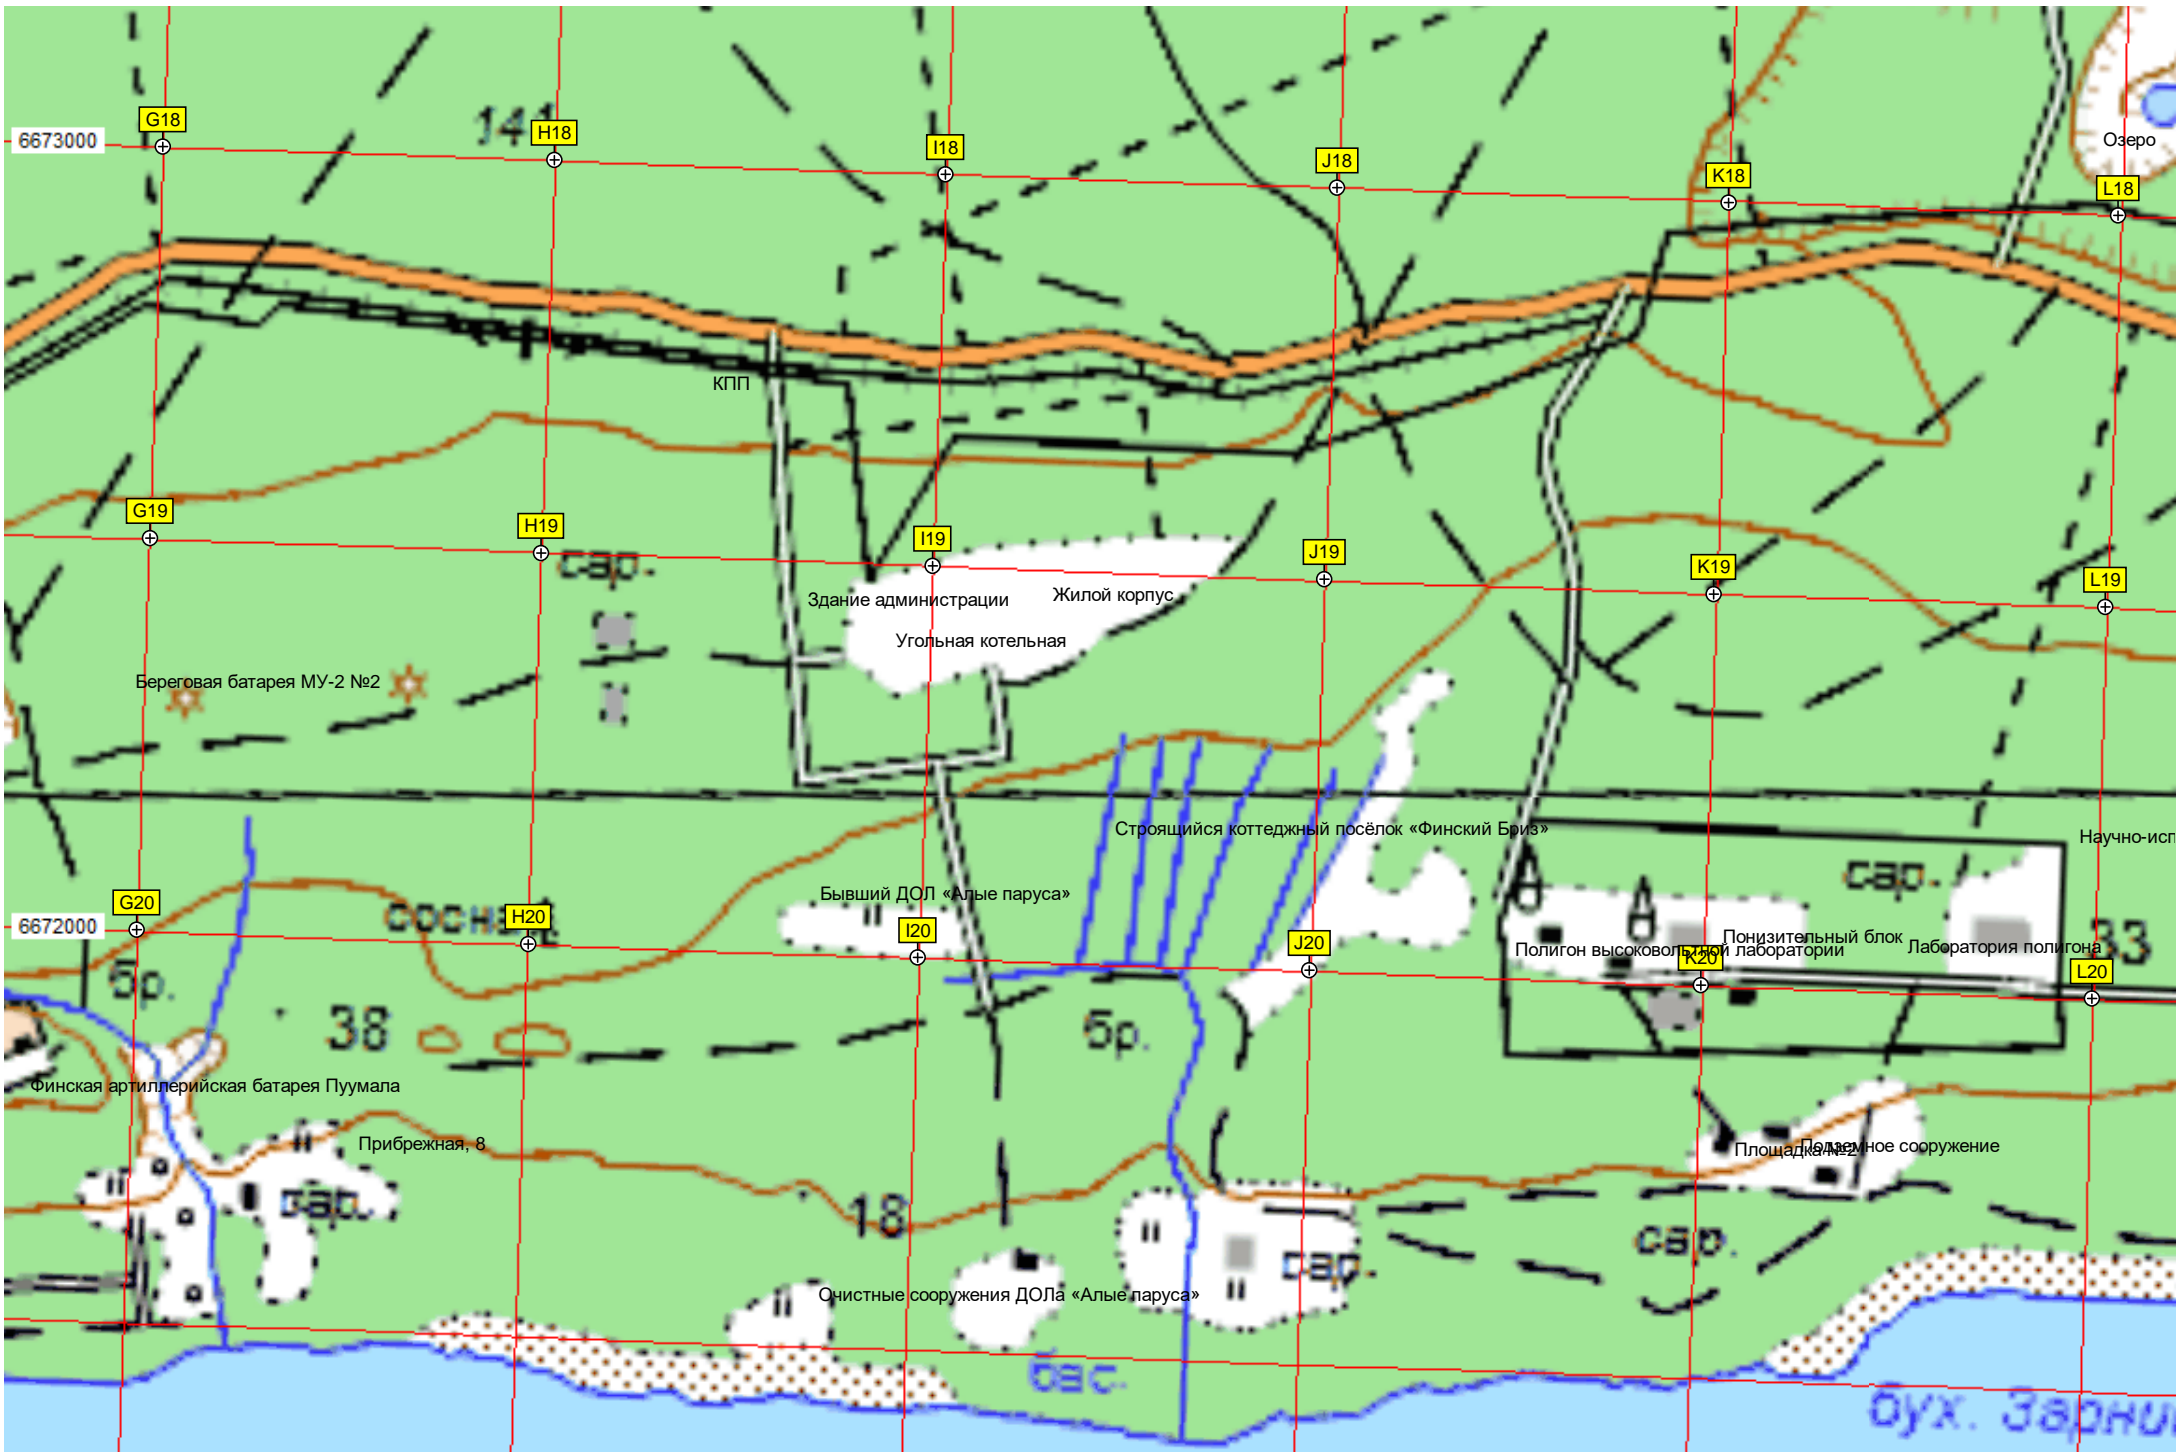 G18
141
H18
6673000
I18
J18
K18
L18
Озеро
КПП
G19
H19
I19
J19
K19
L19
сар.
Здание администрации
Жилой корпус
Угольная котельная
Береговая батарея МУ-2 №2
Строящийся коттеджный посёлок «Финский Бриз»
Научно-исп
сар.
Бывший ДОЛ «Алые паруса»
G20
H20
I20
J20
K20
L20
6672000
Понизительный блок
Полигон высоковольтной лаборатории
Лаборатория полигона
33
бр.
38
бр.
Финская артиллерийская батарея Пуумала
Прибрежная, 8
Площадка №2
Подземное сооружение
сар.
18
сар.
сар.
Очистные сооружения ДОЛа «Алые паруса»
бас.
бух. Зарни